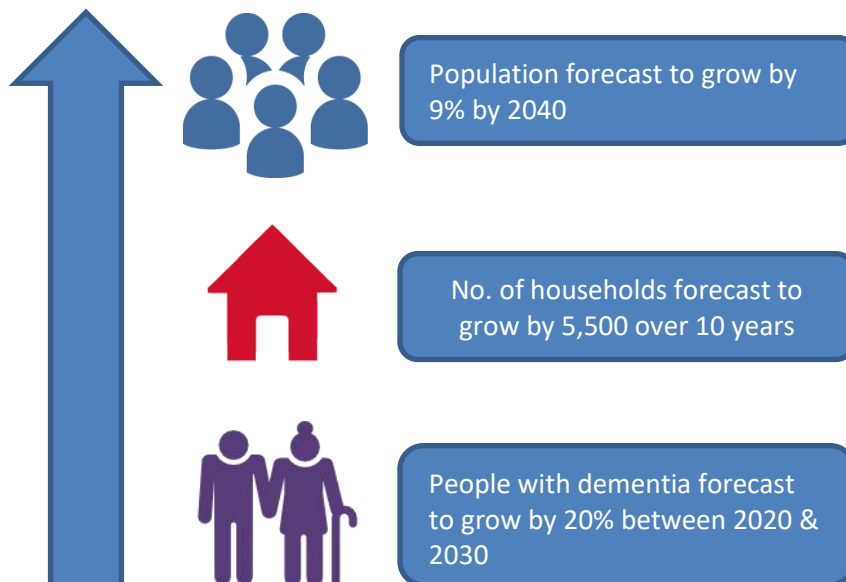 Population forecast to grow by
9% by 2040
No. of households forecast to
grow by 5,500 over 10 years
People with dementia forecast
to grow by 20% between 2020 &
2030